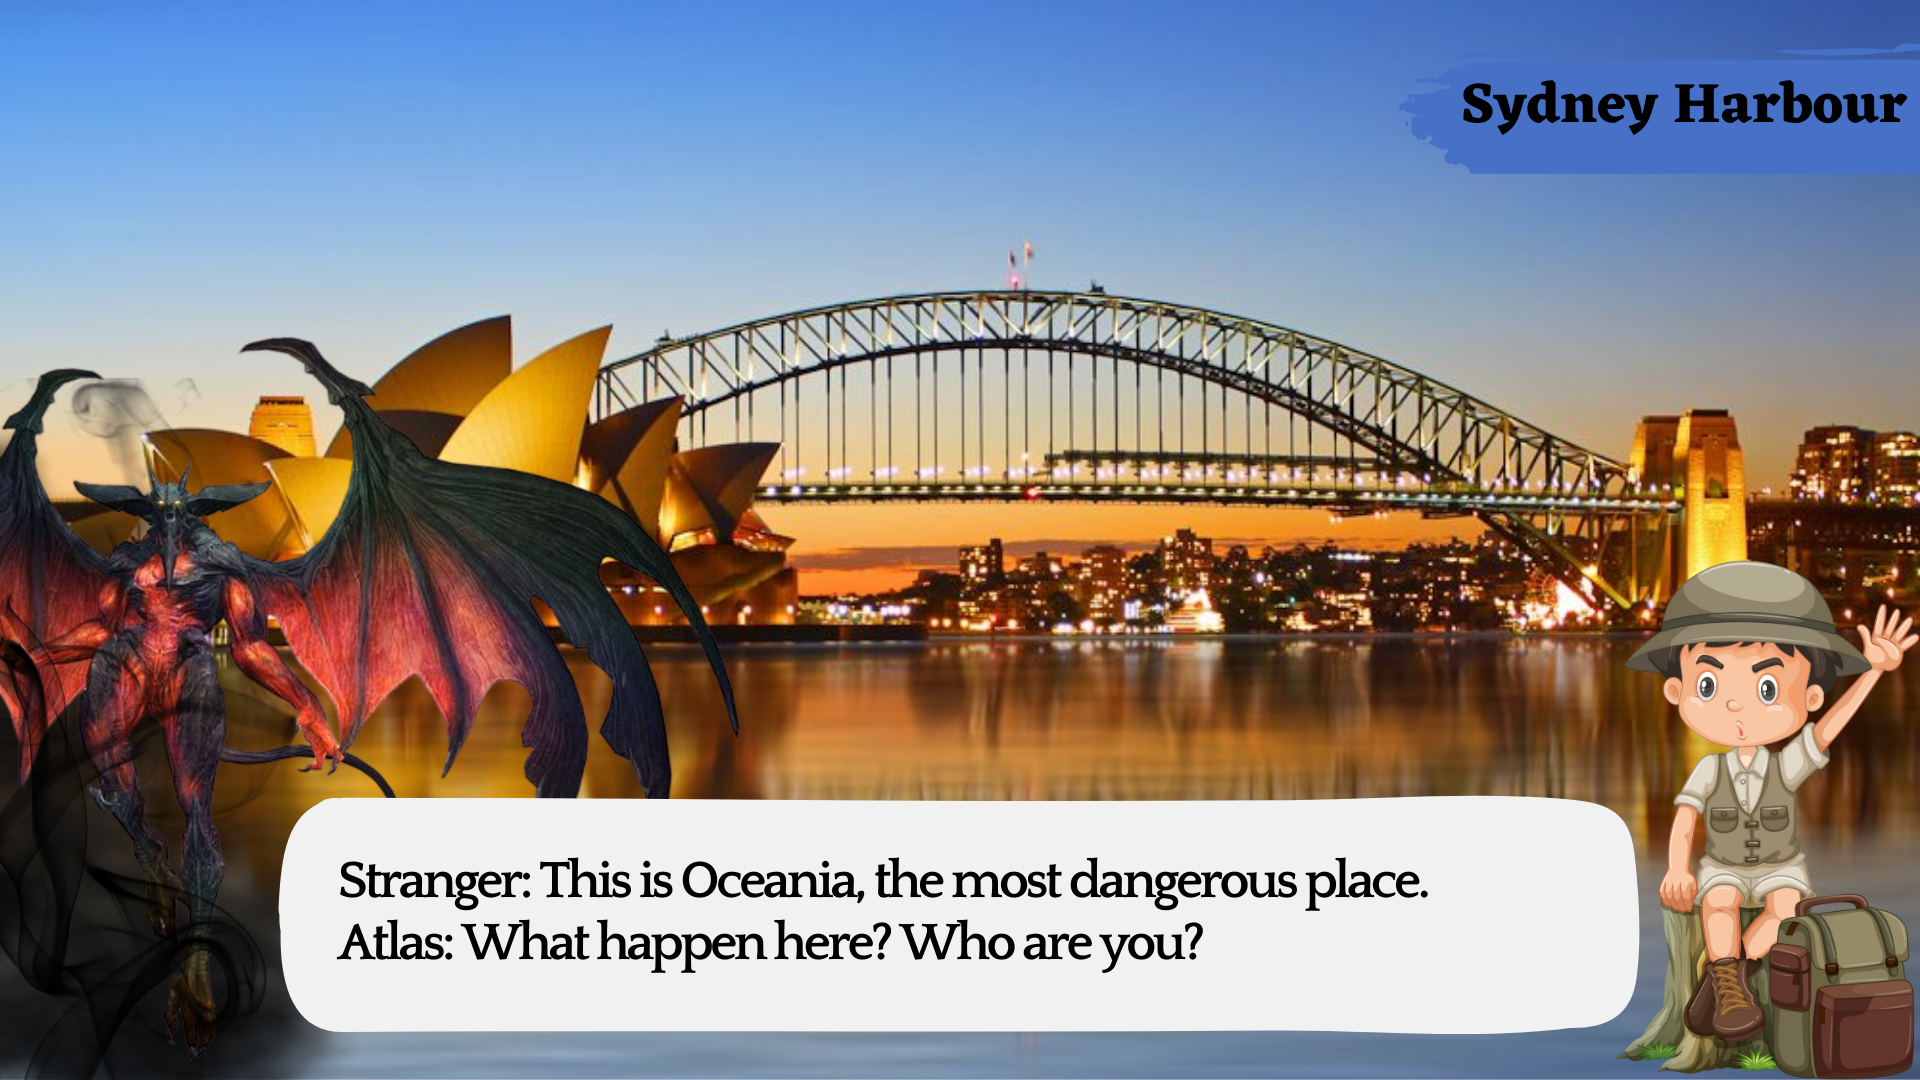 Sydney Harbour
Stranger: This is Oceania, the most dangerous place.
Atlas: What happen here? Who are you?